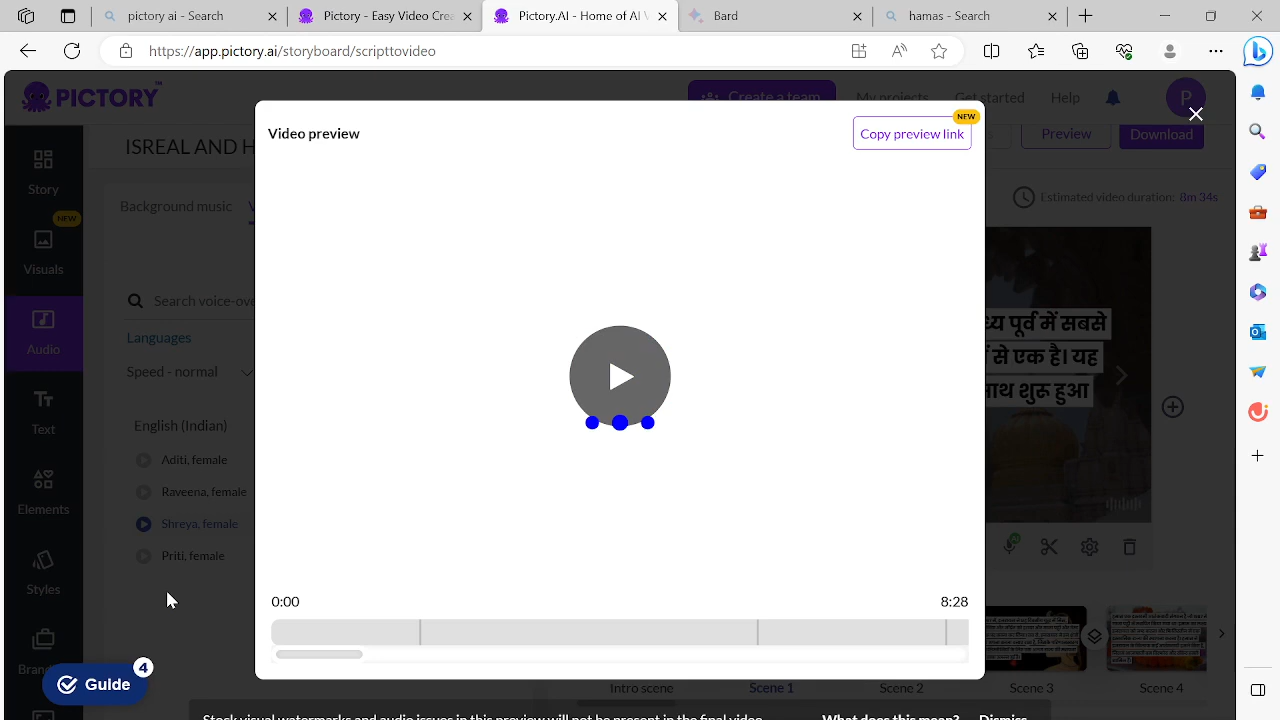 pictory - Search
Pictory - Easy Video Cre
Pictory.AI - Home of AI V
Bard
hamas - Search
https://app.pictory.ai/storyboard/scripttovideo
PICTORY
Create a team
My projects
Get started
Help
P
ISREAL AND H
Preview
Download
Video preview
NEW
Copy preview link
Story
NEW
Visuals
Audio
Text
Elements
Styles
Background music
Estimated video duration: 8m 34s
Search voice-ov
Languages
Speed - normal
English (Indian)
Aditi, female
Raveena, female
Shreya, female
Priti, female
पूर्व में सबसे
से एक है। यह
साथ शुरू हुआ
0:00
8:28
4
Guide
Intro scene
Scene 1
Scene 2
Scene 3
Scene 4
Stock visual watermarks and audio issues in this preview will not be present in the final video.
What does this mean?
Dismiss